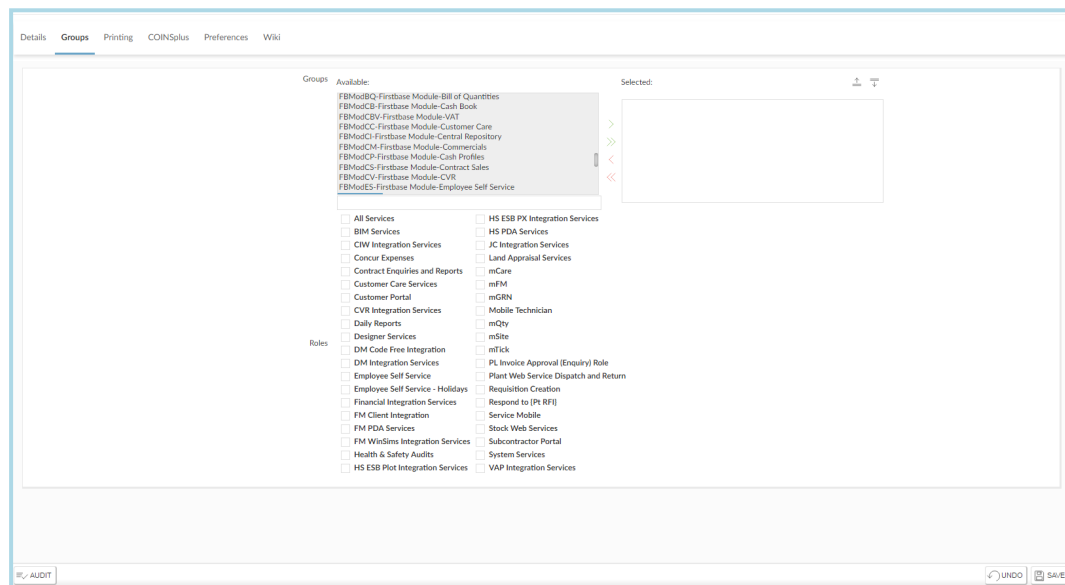 Details Groups Printing COINSplus Preferences Wiki
Groups Available: Selected:
FBModBQ-Firstbase Module-Bill of Quantities
FBModCB-Firstbase Module-Cash Book
FBModCBV-Firstbase Module-VAT
FBModCC-Firstbase Module-Customer Care
FBModCI-Firstbase Module-Central Repository
FBModCM-Firstbase Module-Commercials
FBModCP-Firstbase Module-Cash Profiles
FBModCS-Firstbase Module-Contract Sales
FBModCV-Firstbase Module-CVR
FBModES-Firstbase Module-Employee Self Service
Roles
All Services
BIM Services
CIW Integration Services
Concur Expenses
Contract Enquiries and Reports
Customer Care Services
Customer Portal
CVR Integration Services
Daily Reports
Designer Services
DM Code Free Integration
DM Integration Services
Employee Self Service
Employee Self Service - Holidays
Financial Integration Services
FM Client Integration
FM PDA Services
FM WinSims Integration Services
Health & Safety Audits
HS ESB Plot Integration Services
HS ESB PX Integration Services
HS PDA Services
JC Integration Services
Land Appraisal Services
mCare
mFM
mGRN
Mobile Technician
mQty
mSite
mTick
PL Invoice Approval (Enquiry) Role
Plant Web Service Dispatch and Return
Requisition Creation
Respond to [Pt RFI]
Service Mobile
Stock Web Services
Subcontractor Portal
System Services
VAP Integration Services
AUDIT UNDO SAVE